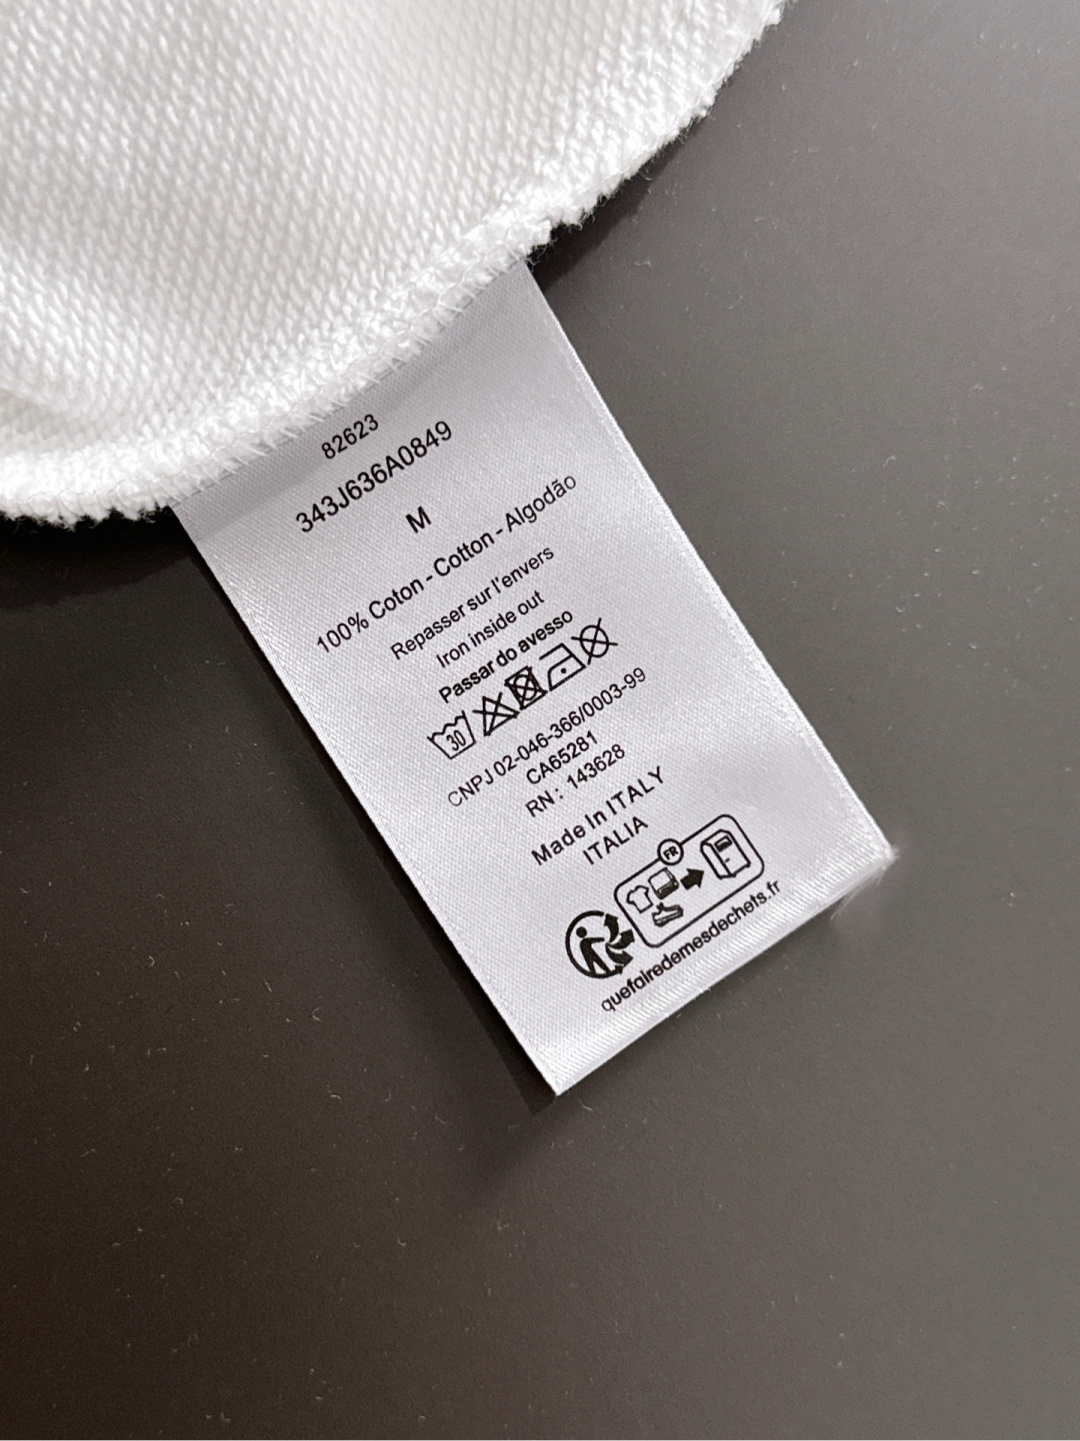 82623
343J636A0849
M
100% Coton - Cotton - Algodão
Repasser sur l'envers
Iron inside out
Passar do avesso
30
CNPJ 02-046-366/0003-99
CA65281
RN: 143628
Made In ITALY
ITALIA
FR
quefairedemesdechets.fr